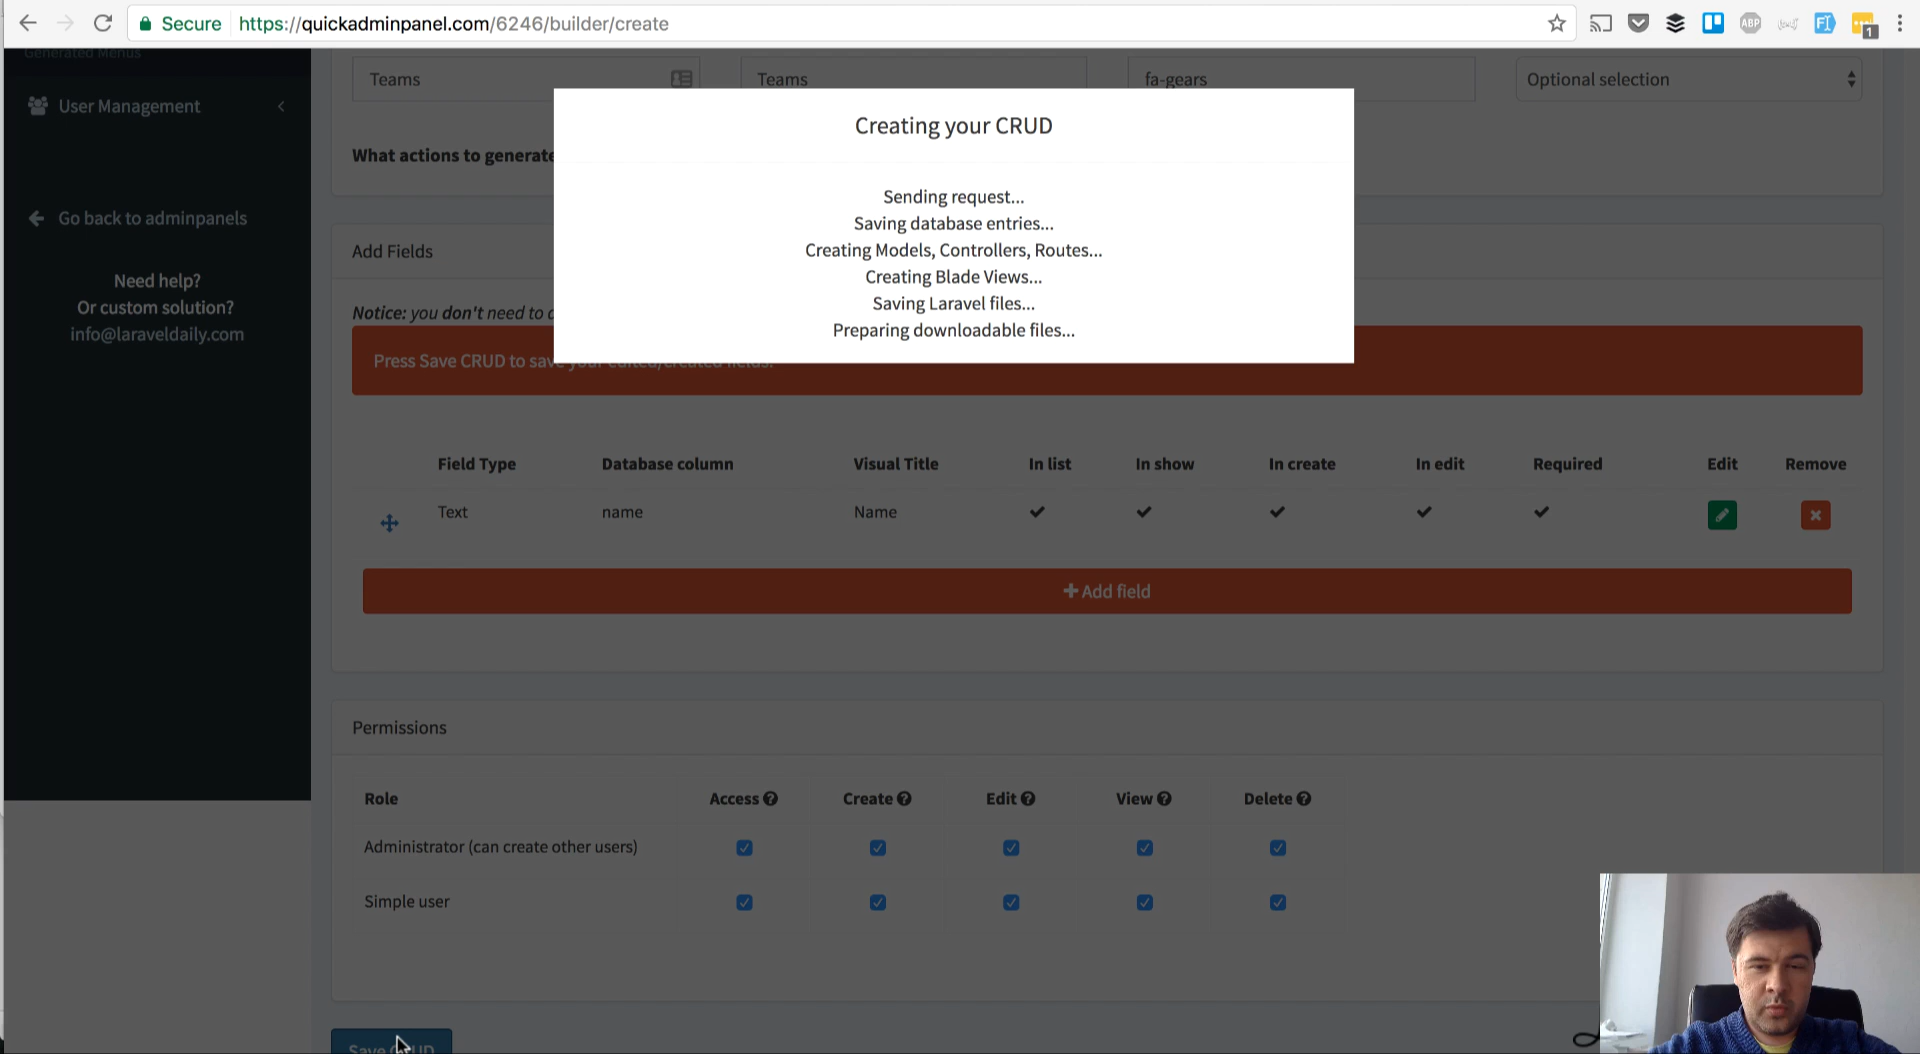 Secure https://quickadminpanel.com/6246/builder/create
ABP
1
Generated Menus
User Management
Go back to adminpanels
Need help?
Or custom solution?
info@laraveldaily.com
Teams
Teams
fa-gears
Optional selection
What actions to generate
Creating your CRUD
Sending request...
Saving database entries...
Creating Models, Controllers, Routes...
Creating Blade Views...
Saving Laravel files...
Preparing downloadable files...
Add Fields
Notice: you don't need to
Press Save CRUD to save your edited/created fields.
Field Type Database column Visual Title In list In show In create In edit Required Edit Remove
Text name Name
Add field
Permissions
Role Access Create Edit View Delete
Administrator (can create other users)
Simple user
Save CRUD